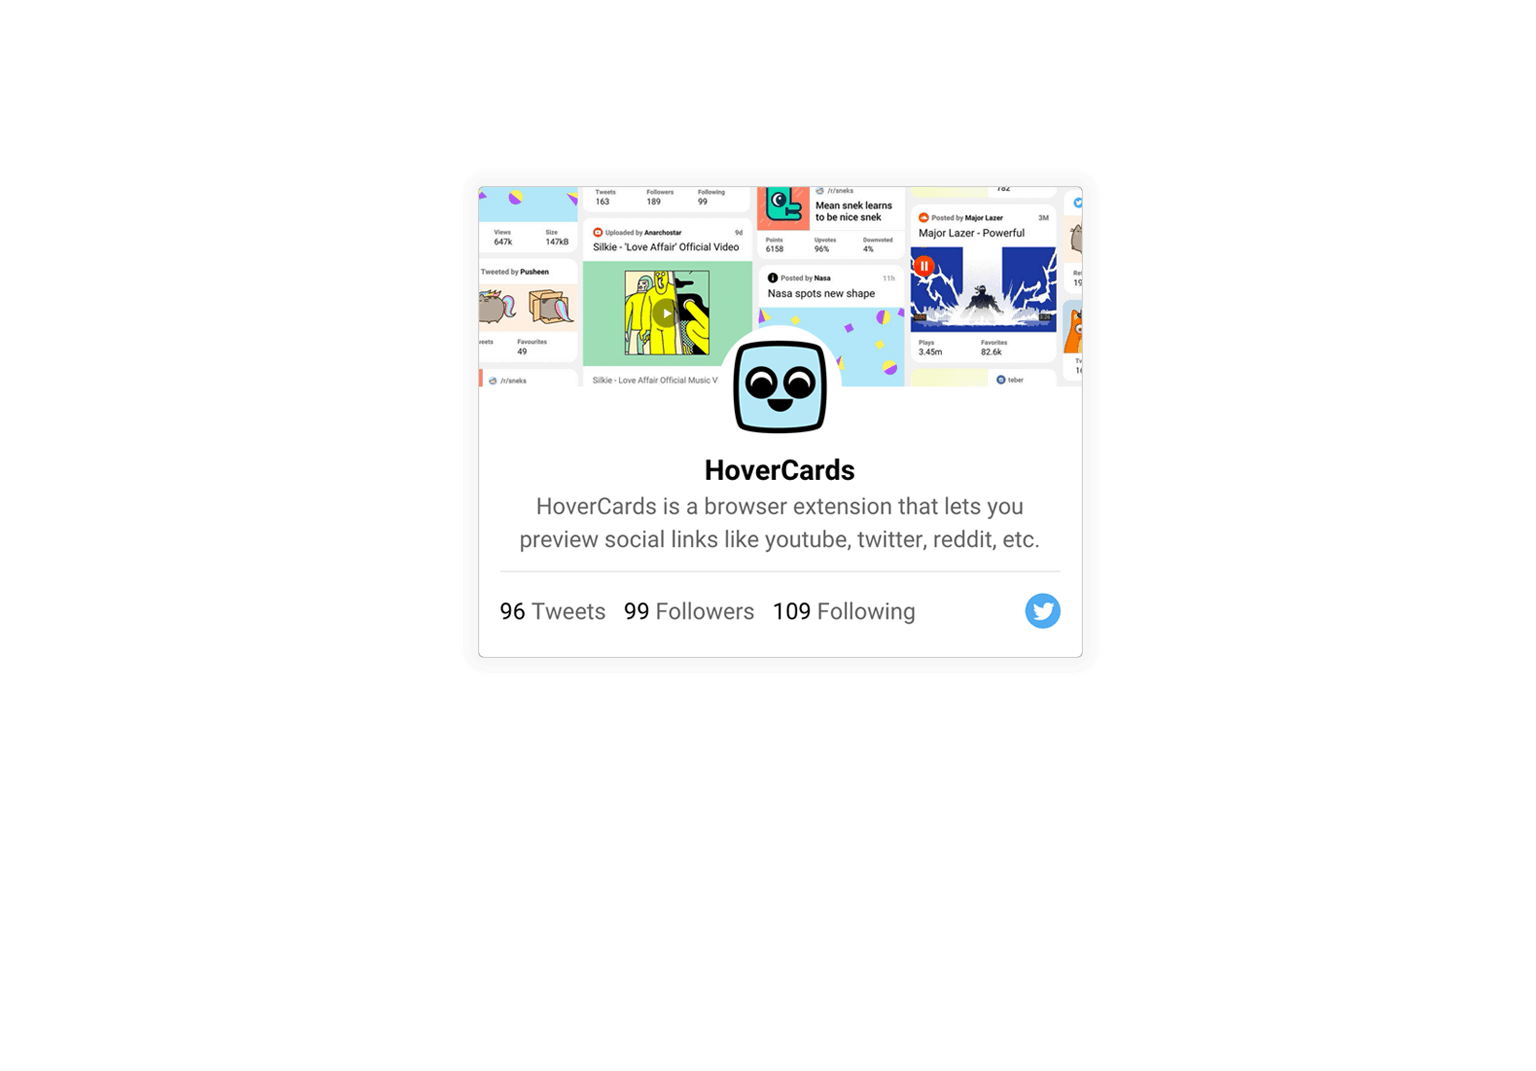 Views
Size
647k
147kB
Tweeted by Pusheen
Favourites
49
/r/sneks
Tweets
Followers
Following
163
189
99
Uploaded by Anarchostar
9d
Silkie - 'Love Affair' Official Video
Silkie - Love Affair Official Music V
/r/sneks
Mean snek learns
to be nice snek
Points
Upvotes
Downvoted
6158
96%
4%
Posted by Nasa
11h
Nasa spots new shape
782
Posted by Major Lazer
3M
Major Lazer - Powerful
Plays
Favorites
3.45m
82.6k
teber
HoverCards
HoverCards is a browser extension that lets you
preview social links like youtube, twitter, reddit, etc.
96 Tweets 99 Followers 109 Following